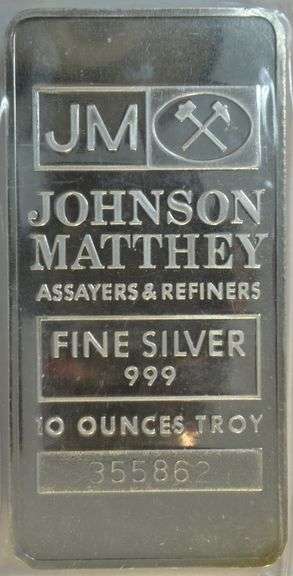 JM
JOHNSON
MATTHEY
ASSAYERS & REFINERS
FINE SILVER
999
10 OUNCES TROY
355862